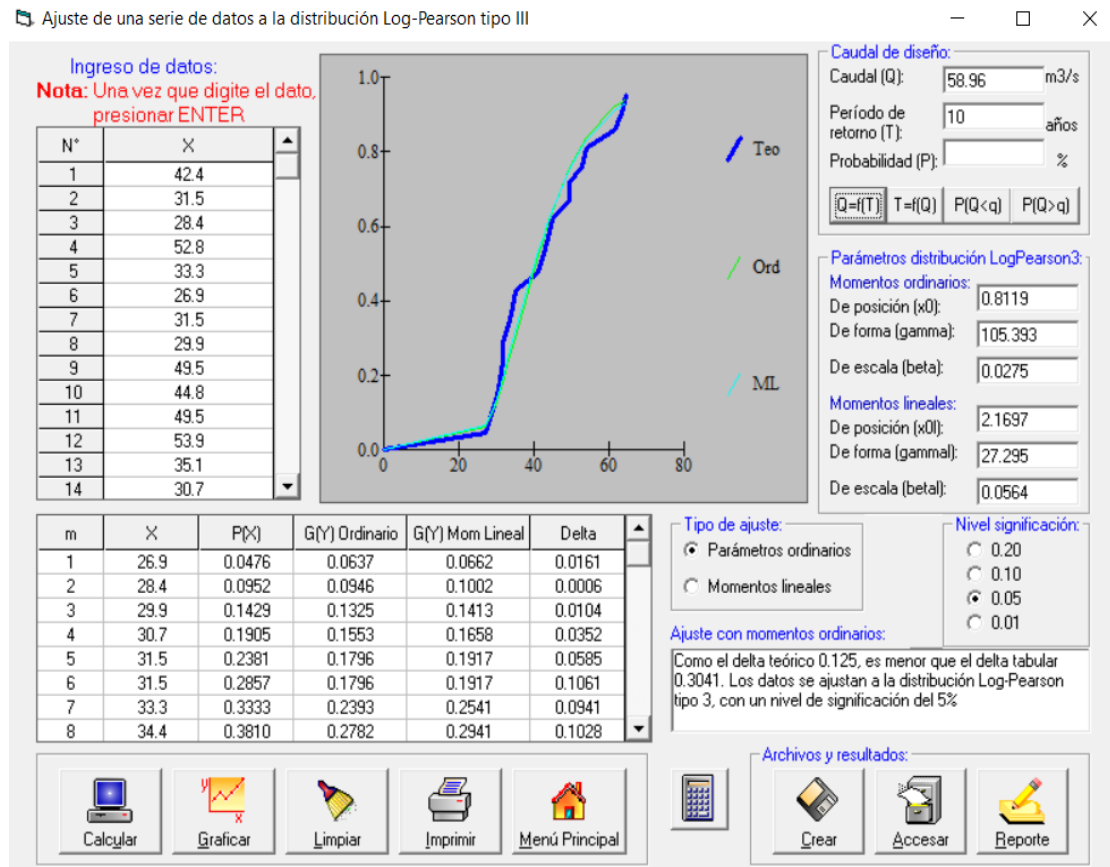 Ajuste de una serie de datos a la distribución Log-Pearson tipo III
Ingreso de datos:
Nota: Una vez que digite el dato,
presionar ENTER
N° X
1 42.4
2 31.5
3 28.4
4 52.8
5 33.3
6 26.9
7 31.5
8 29.9
9 49.5
10 44.8
11 49.5
12 53.9
13 35.1
14 30.7
1.0
0.8
0.6
0.4
0.2
0.0
0 20 40 60 80
Teo
Ord
ML
Caudal de diseño:
Caudal (Q): 58.96 m3/s
Período de
retorno (T): 10 años
Probabilidad (P): %
Q=f(T) T=f(Q) P(Q<q) P(Q>q)
Parámetros distribución LogPearson3:
Momentos ordinarios:
De posición (x0): 0.8119
De forma (gamma): 105.393
De escala (beta): 0.0275
Momentos lineales:
De posición (x0l): 2.1697
De forma (gammal): 27.295
De escala (betal): 0.0564
m X P(X) G(Y) Ordinario G(Y) Mom Lineal Delta
1 26.9 0.0476 0.0637 0.0662 0.0161
2 28.4 0.0952 0.0946 0.1002 0.0006
3 29.9 0.1429 0.1325 0.1413 0.0104
4 30.7 0.1905 0.1553 0.1658 0.0352
5 31.5 0.2381 0.1796 0.1917 0.0585
6 31.5 0.2857 0.1796 0.1917 0.1061
7 33.3 0.3333 0.2393 0.2541 0.0941
8 34.4 0.3810 0.2782 0.2941 0.1028
Tipo de ajuste:
Parámetros ordinarios
Momentos lineales
Nivel significación:
0.20
0.10
0.05
0.01
Ajuste con momentos ordinarios:
Como el delta teórico 0.125, es menor que el delta tabular
0.3041. Los datos se ajustan a la distribución Log-Pearson
tipo 3, con un nivel de significación del 5%
Calcular
y x
Graficar
Limpiar
Imprimir
Menú Principal
Archivos y resultados:
Crear
Accesar
Reporte